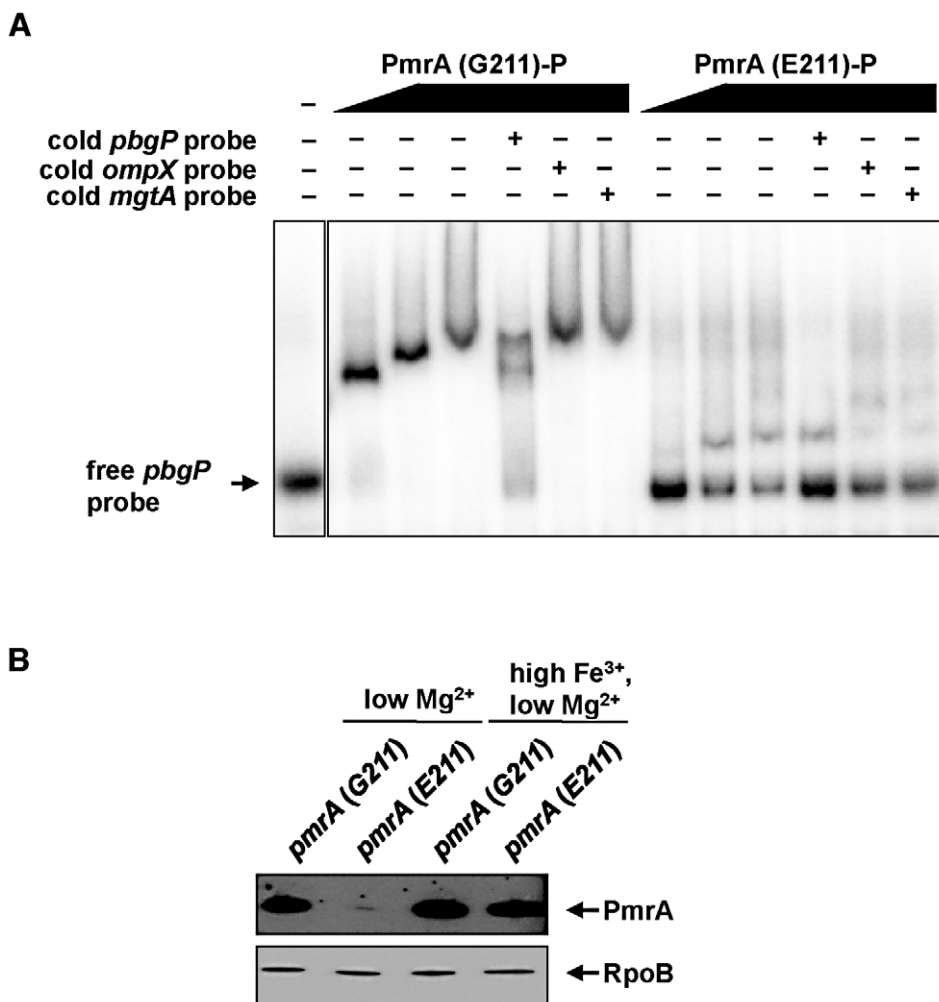 A
PmrA (G211)-P PmrA (E211)-P
–
cold pbgP probe – – – – + – – – – – + – –
cold ompX probe – – – – – + – – – – – + –
cold mgtA probe – – – – – – + – – – – – +
free pbgP
probe
B
low Mg²⁺
high Fe³⁺,
low Mg²⁺
pmrA (G211)
pmrA (E211)
pmrA (G211)
pmrA (E211)
PmrA
RpoB